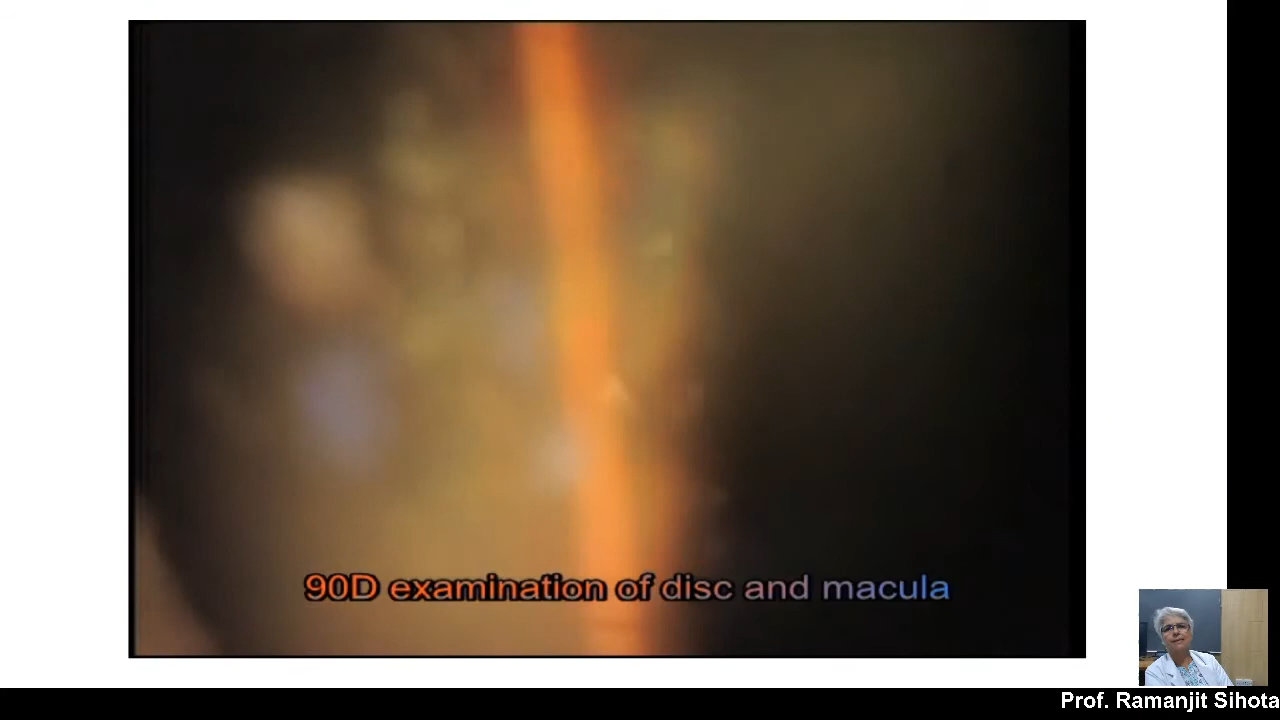 90D examination of disc and macula
Prof. Ramanjit Sihota